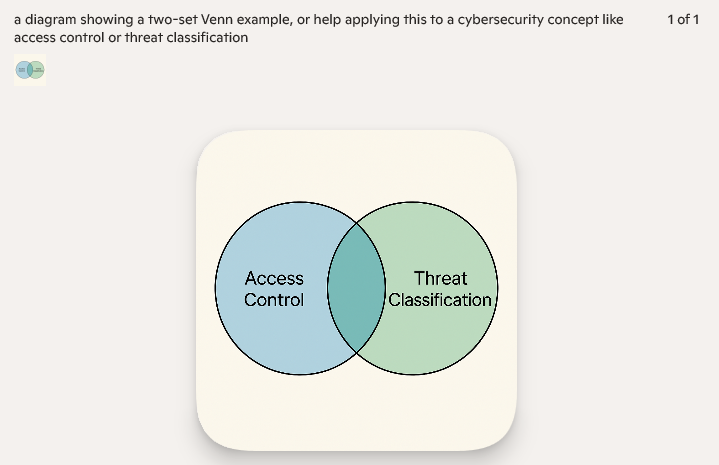 a diagram showing a two-set Venn example, or help applying this to a cybersecurity concept like
access control or threat classification
1 of 1
Access
Control
Threat
Classification